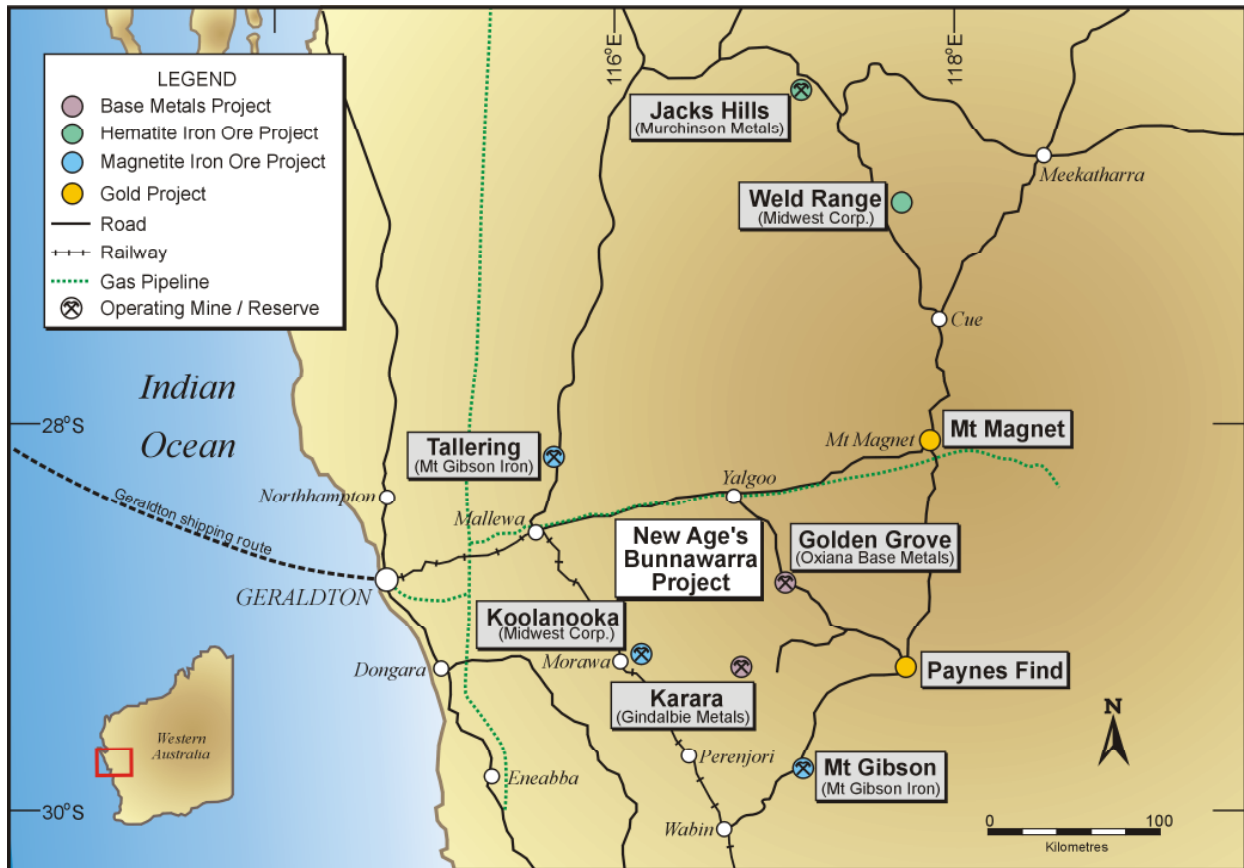 116°E
118°E
LEGEND
Base Metals Project
Hematite Iron Ore Project
Magnetite Iron Ore Project
Gold Project
Road
Railway
Gas Pipeline
Operating Mine / Reserve
Jacks Hills
(Murchinson Metals)
Meekatharra
Weld Range
(Midwest Corp.)
Cue
Indian
Ocean
28°S
Mt Magnet
Mt Magnet
Tallering
(Mt Gibson Iron)
Yalgoo
Northhampton
Geraldton shipping route
Mallewa
New Age's
Bunnawarra
Project
Golden Grove
(Oxiana Base Metals)
GERALDTON
Koolanooka
(Midwest Corp.)
Dongara
Morawa
Paynes Find
Karara
(Gindalbie Metals)
N
Western
Australia
Perenjori
Eneabba
Mt Gibson
(Mt Gibson Iron)
30°S
Wabin
0
100
Kilometres